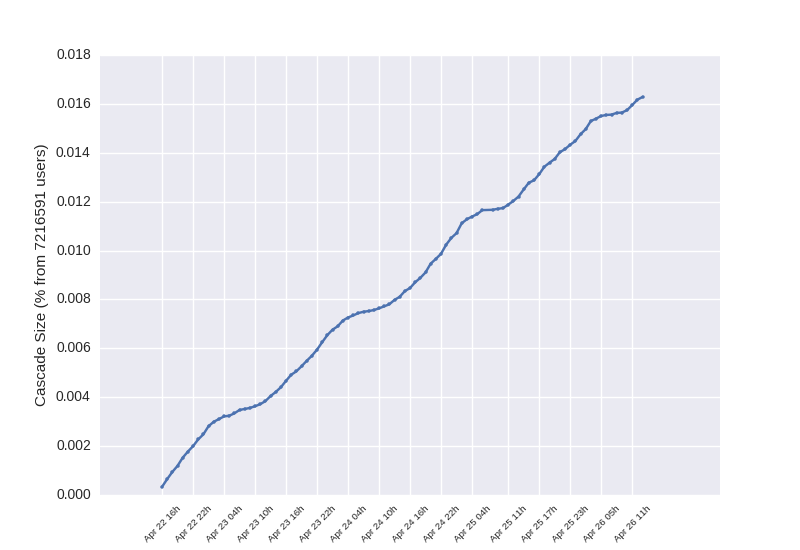 0.018
0.016
0.014
0.012
0.010
0.008
0.006
0.004
0.002
0.000
Cascade Size (% from 7216591 users)
Apr 22 16h
Apr 22 22h
Apr 23 04h
Apr 23 10h
Apr 23 16h
Apr 23 22h
Apr 24 04h
Apr 24 10h
Apr 24 16h
Apr 24 22h
Apr 25 04h
Apr 25 11h
Apr 25 17h
Apr 25 23h
Apr 26 05h
Apr 26 11h